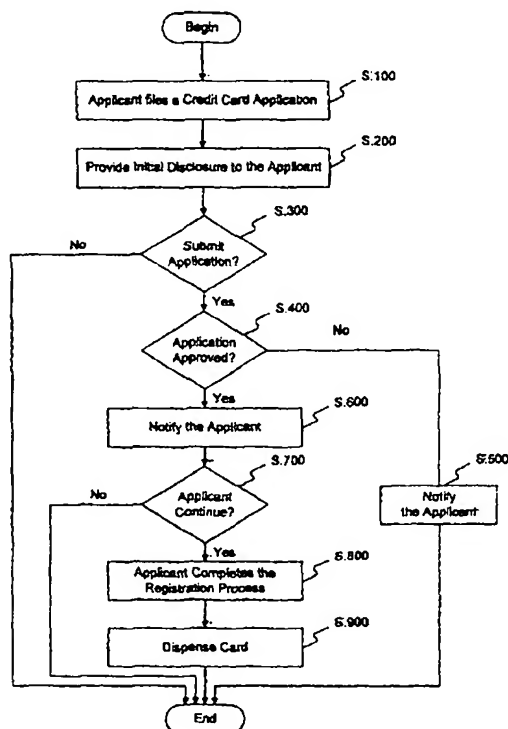 Begin
S:100
Applicant files a Credit Card Application
S.200
Provide Initial Disclosure to the Applicant
S.300
No
Submit
Application?
Yes
S.400
No
Application
Approved?
Yes
S.600
Notify the Applicant
S.700
S.500
No
Applicant
Continue?
Notify
the Applicant
Yes
S.800
Applicant Completes the
Registration Process
S.900
Dispense Card
End